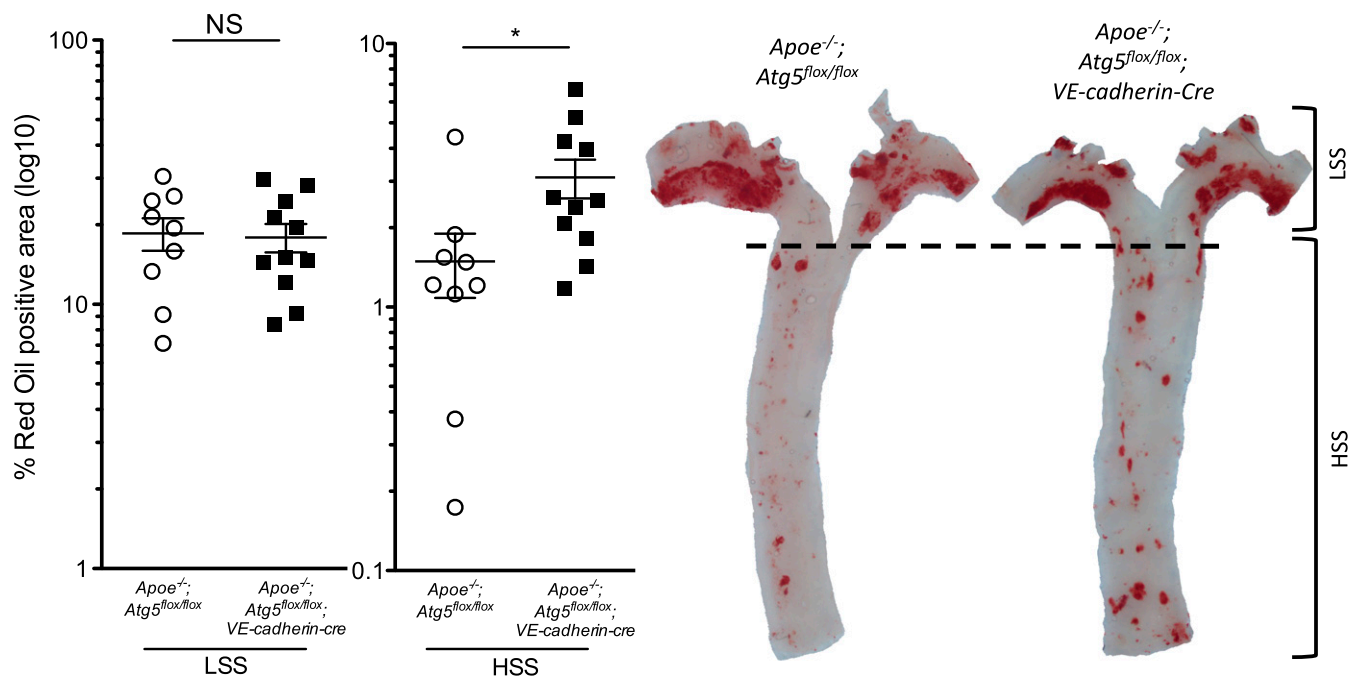 % Red Oil positive area (log10)
100
10
1
NS
Apoe-/-;
Atg5flox/flox
Apoe-/-;
Atg5flox/flox;
VE-cadherin-cre
LSS
10
1
0.1
*
Apoe-/-;
Atg5flox/flox
Apoe-/-;
Atg5flox/flox;
VE-cadherin-cre
HSS
Apoe-/-;
Atg5flox/flox
Apoe-/-;
Atg5flox/flox;
VE-cadherin-Cre
LSS
HSS